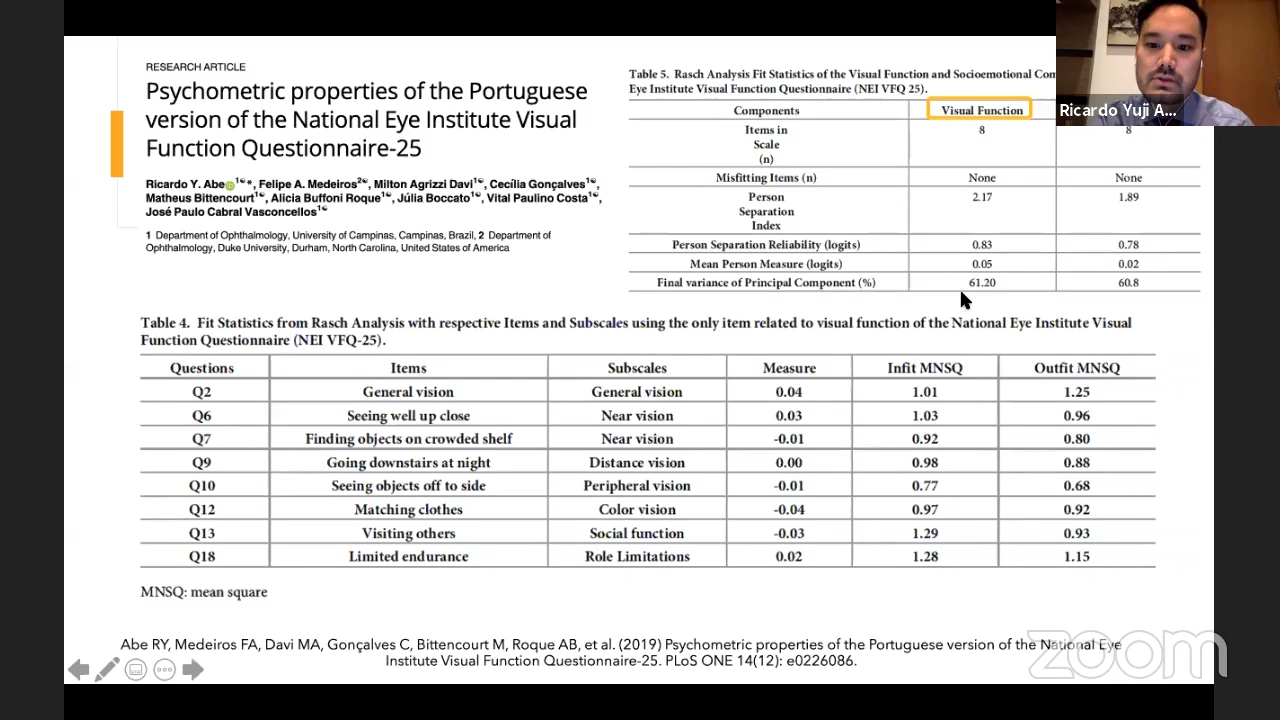 RESEARCH ARTICLE
Psychometric properties of the Portuguese
version of the National Eye Institute Visual
Function Questionnaire-25
Ricardo Y. Abe 1*, Felipe A. Medeiros2, Milton Agrizzi Davi1, Cecília Gonçalves1,
Matheus Bittencourt1, Alicia Buffoni Roque1, Júlia Boccato1, Vital Paulino Costa1,
José Paulo Cabral Vasconcellos1
1 Department of Ophthalmology, University of Campinas, Campinas, Brazil, 2 Department of
Ophthalmology, Duke University, Durham, North Carolina, United States of America
Table 5. Rasch Analysis Fit Statistics of the Visual Function and Socioemotional
Eye Institute Visual Function Questionnaire (NEI VFQ 25).
Components Visual Function
Items in 8 8
Scale
(n)
Misfitting Items (n) None None
Person 2.17 1.89
Separation
Index
Person Separation Reliability (logits) 0.83 0.78
Mean Person Measure (logits) 0.05 0.02
Final variance of Principal Component (%) 61.20 60.8
Ricardo Yuji A...
Table 4. Fit Statistics from Rasch Analysis with respective Items and Subscales using the only item related to visual function of the National Eye Institute Visual
Function Questionnaire (NEI VFQ-25).
Questions Items Subscales Measure Infit MNSQ Outfit MNSQ
Q2 General vision General vision 0.04 1.01 1.25
Q6 Seeing well up close Near vision 0.03 1.03 0.96
Q7 Finding objects on crowded shelf Near vision -0.01 0.92 0.80
Q9 Going downstairs at night Distance vision 0.00 0.98 0.88
Q10 Seeing objects off to side Peripheral vision -0.01 0.77 0.68
Q12 Matching clothes Color vision -0.04 0.97 0.92
Q13 Visiting others Social function -0.03 1.29 0.93
Q18 Limited endurance Role Limitations 0.02 1.28 1.15
MNSQ: mean square
Abe RY, Medeiros FA, Davi MA, Gonçalves C, Bittencourt M, Roque AB, et al. (2019) Psychometric properties of the Portuguese version of the National Eye
Institute Visual Function Questionnaire-25. PLoS ONE 14(12): e0226086.
zoom